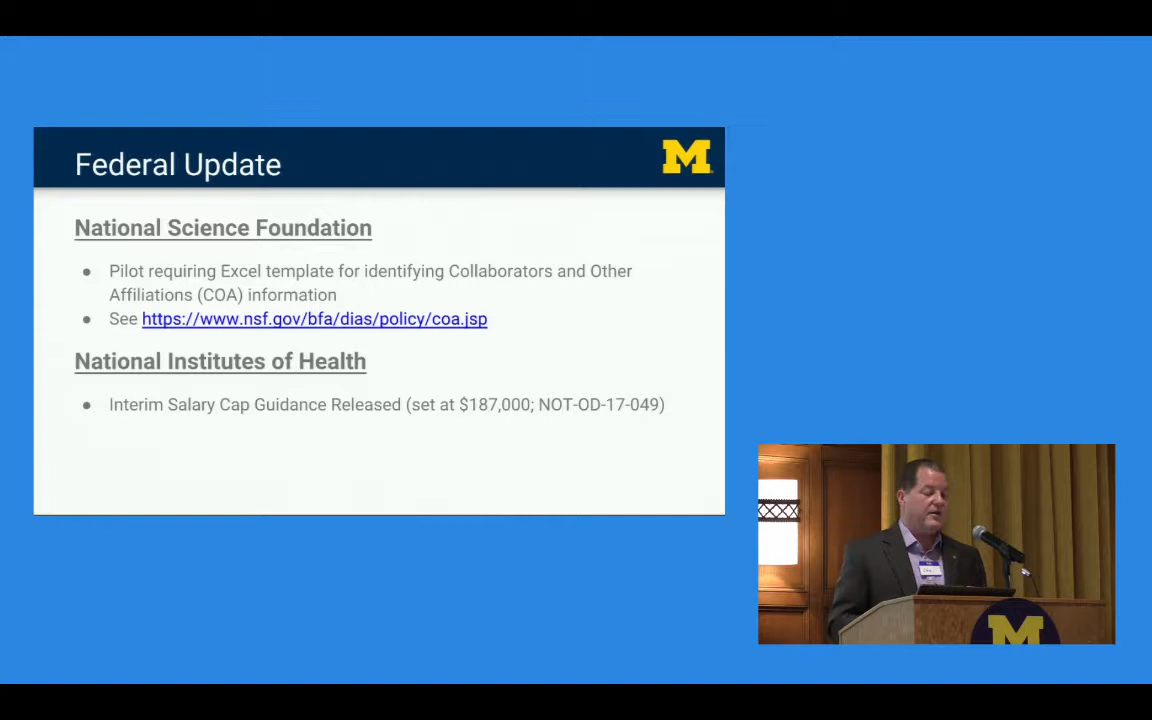 Federal Update
M
National Science Foundation
● Pilot requiring Excel template for identifying Collaborators and Other
Affiliations (COA) information
● See https://www.nsf.gov/bfa/dias/policy/coa.jsp
National Institutes of Health
● Interim Salary Cap Guidance Released (set at $187,000; NOT-OD-17-049)
M